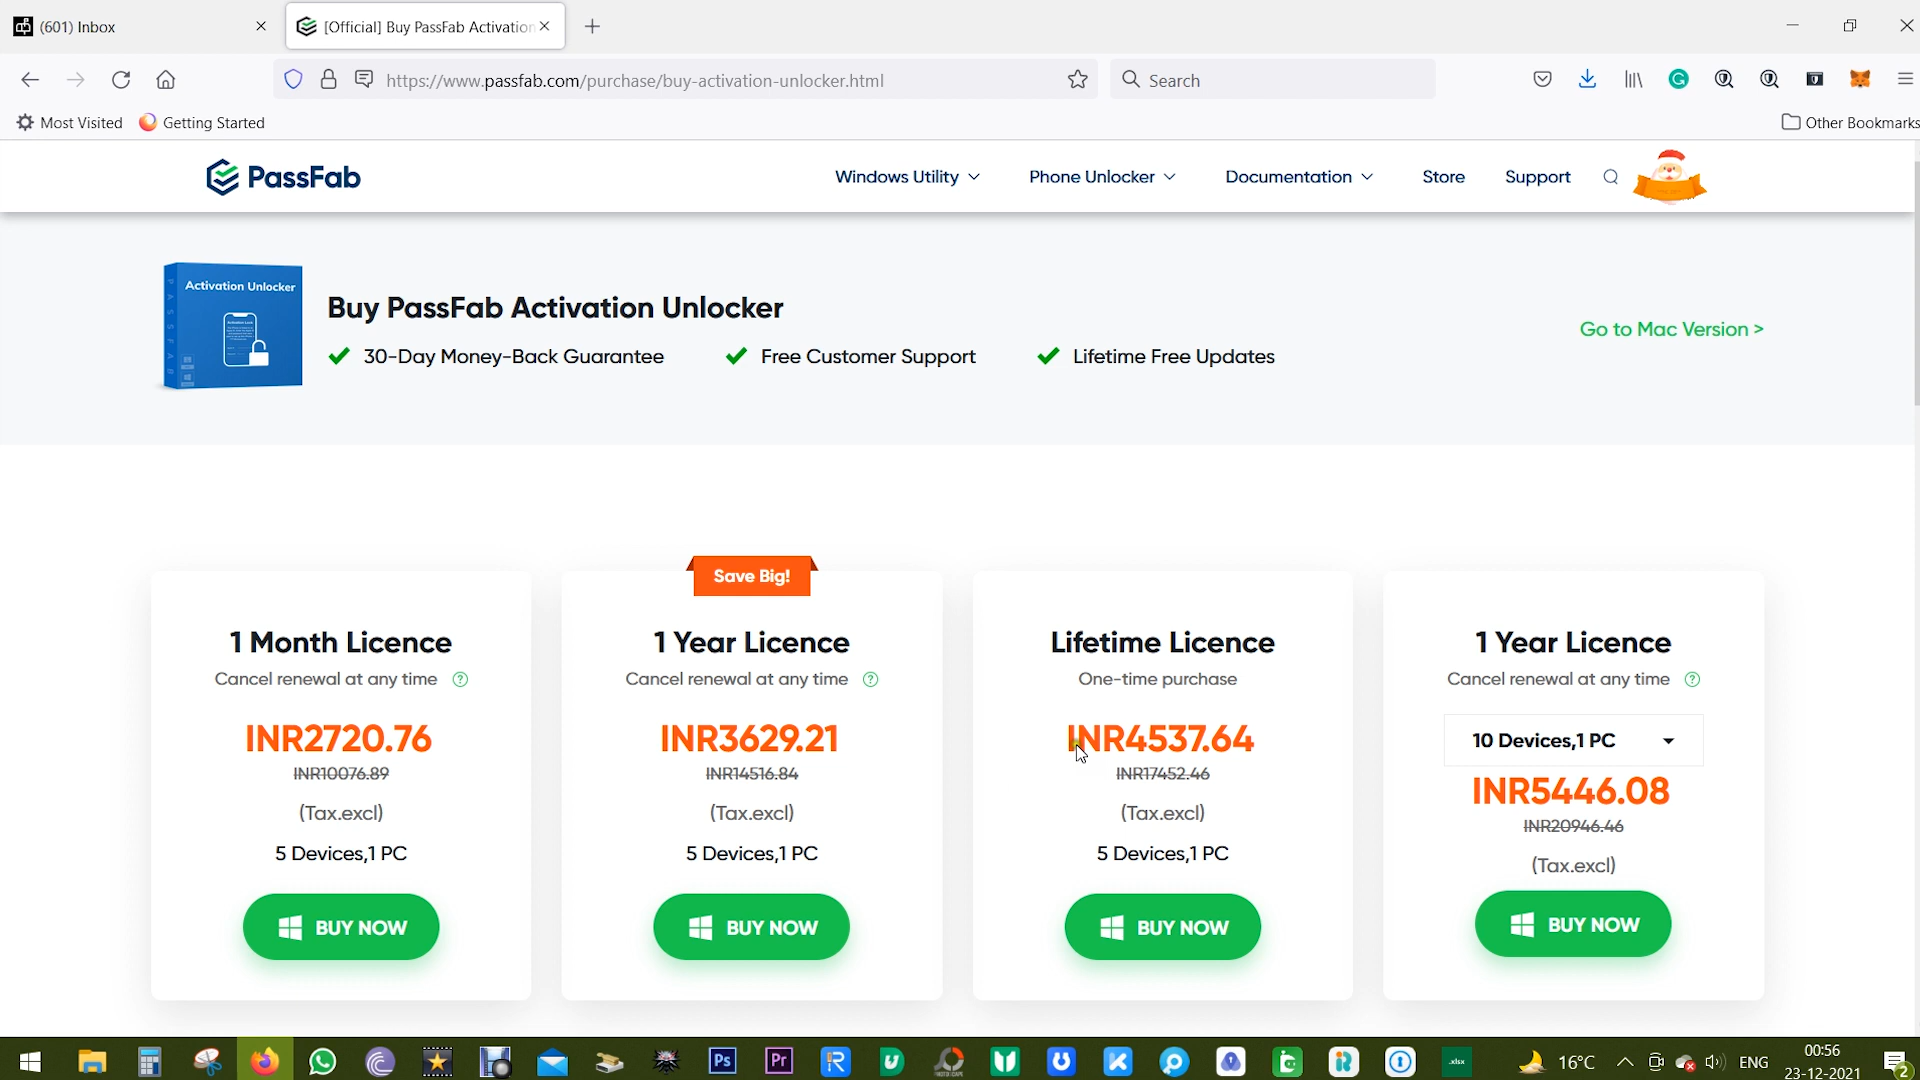 (601) Inbox
[Official] Buy PassFab Activation
https://www.passfab.com/purchase/buy-activation-unlocker.html
Search
Most Visited
Getting Started
Other Bookmarks
PassFab
Windows Utility
Phone Unlocker
Documentation
Store
Support
Activation Unlocker
Buy PassFab Activation Unlocker
30-Day Money-Back Guarantee
Free Customer Support
Lifetime Free Updates
Go to Mac Version >
Save Big!
1 Month Licence
Cancel renewal at any time ?
INR2720.76
INR10076.89
(Tax.excl)
5 Devices,1 PC
BUY NOW
1 Year Licence
Cancel renewal at any time ?
INR3629.21
INR14516.84
(Tax.excl)
5 Devices,1 PC
BUY NOW
Lifetime Licence
One-time purchase
INR4537.64
INR17452.46
(Tax.excl)
5 Devices,1 PC
BUY NOW
1 Year Licence
Cancel renewal at any time ?
10 Devices,1 PC
INR5446.08
INR20946.46
(Tax.excl)
BUY NOW
Ps
Pr
.xlsx
16°C
ENG
00:56
23-12-2021
2